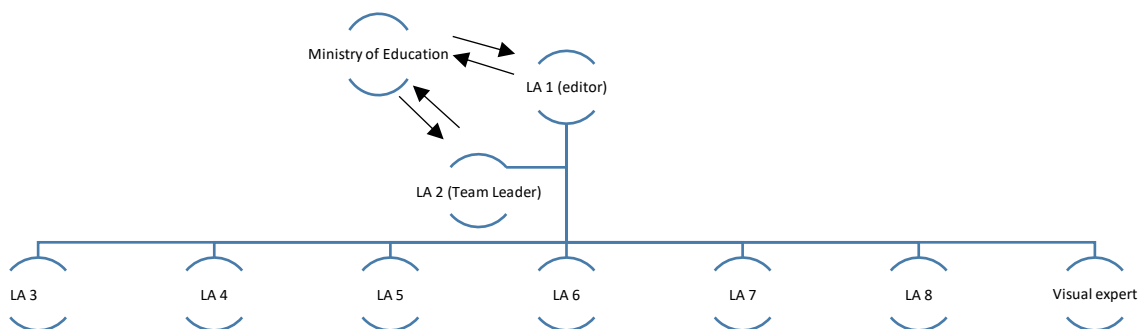 Ministry of Education
LA 1 (editor)
LA 2 (Team Leader)
LA 3
LA 4
LA 5
LA 6
LA 7
LA 8
Visual expert